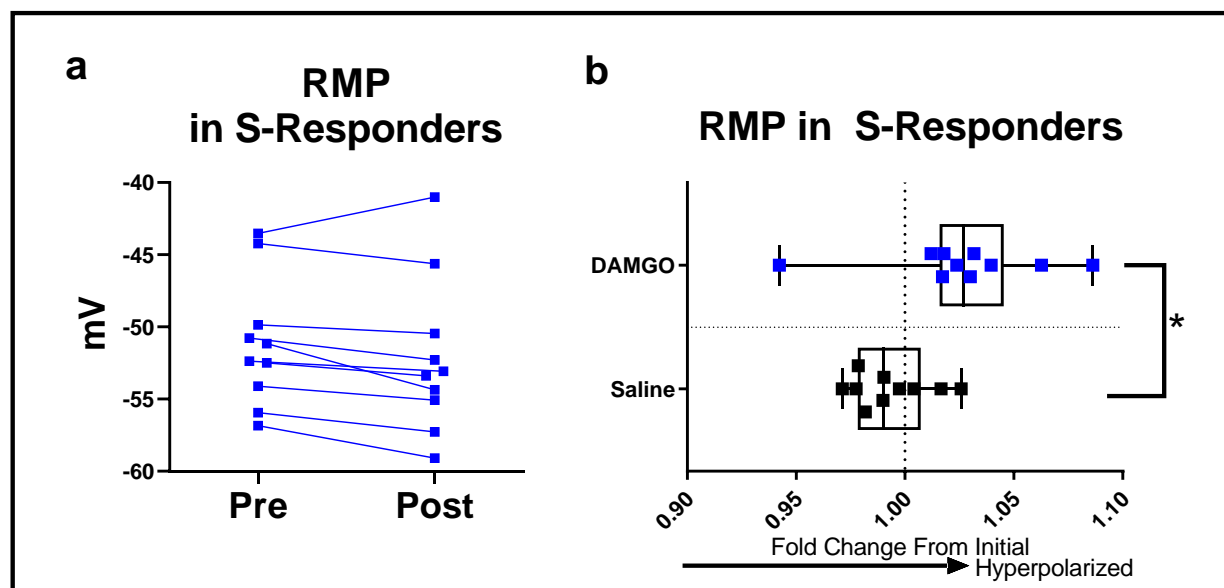 a
RMP
in S-Responders
mV
-40
-45
-50
-55
-60
Pre
Post
b
RMP in  S-Responders
DAMGO
Saline
*
0.90
0.95
1.00
1.05
1.10
Fold Change From Initial
Hyperpolarized